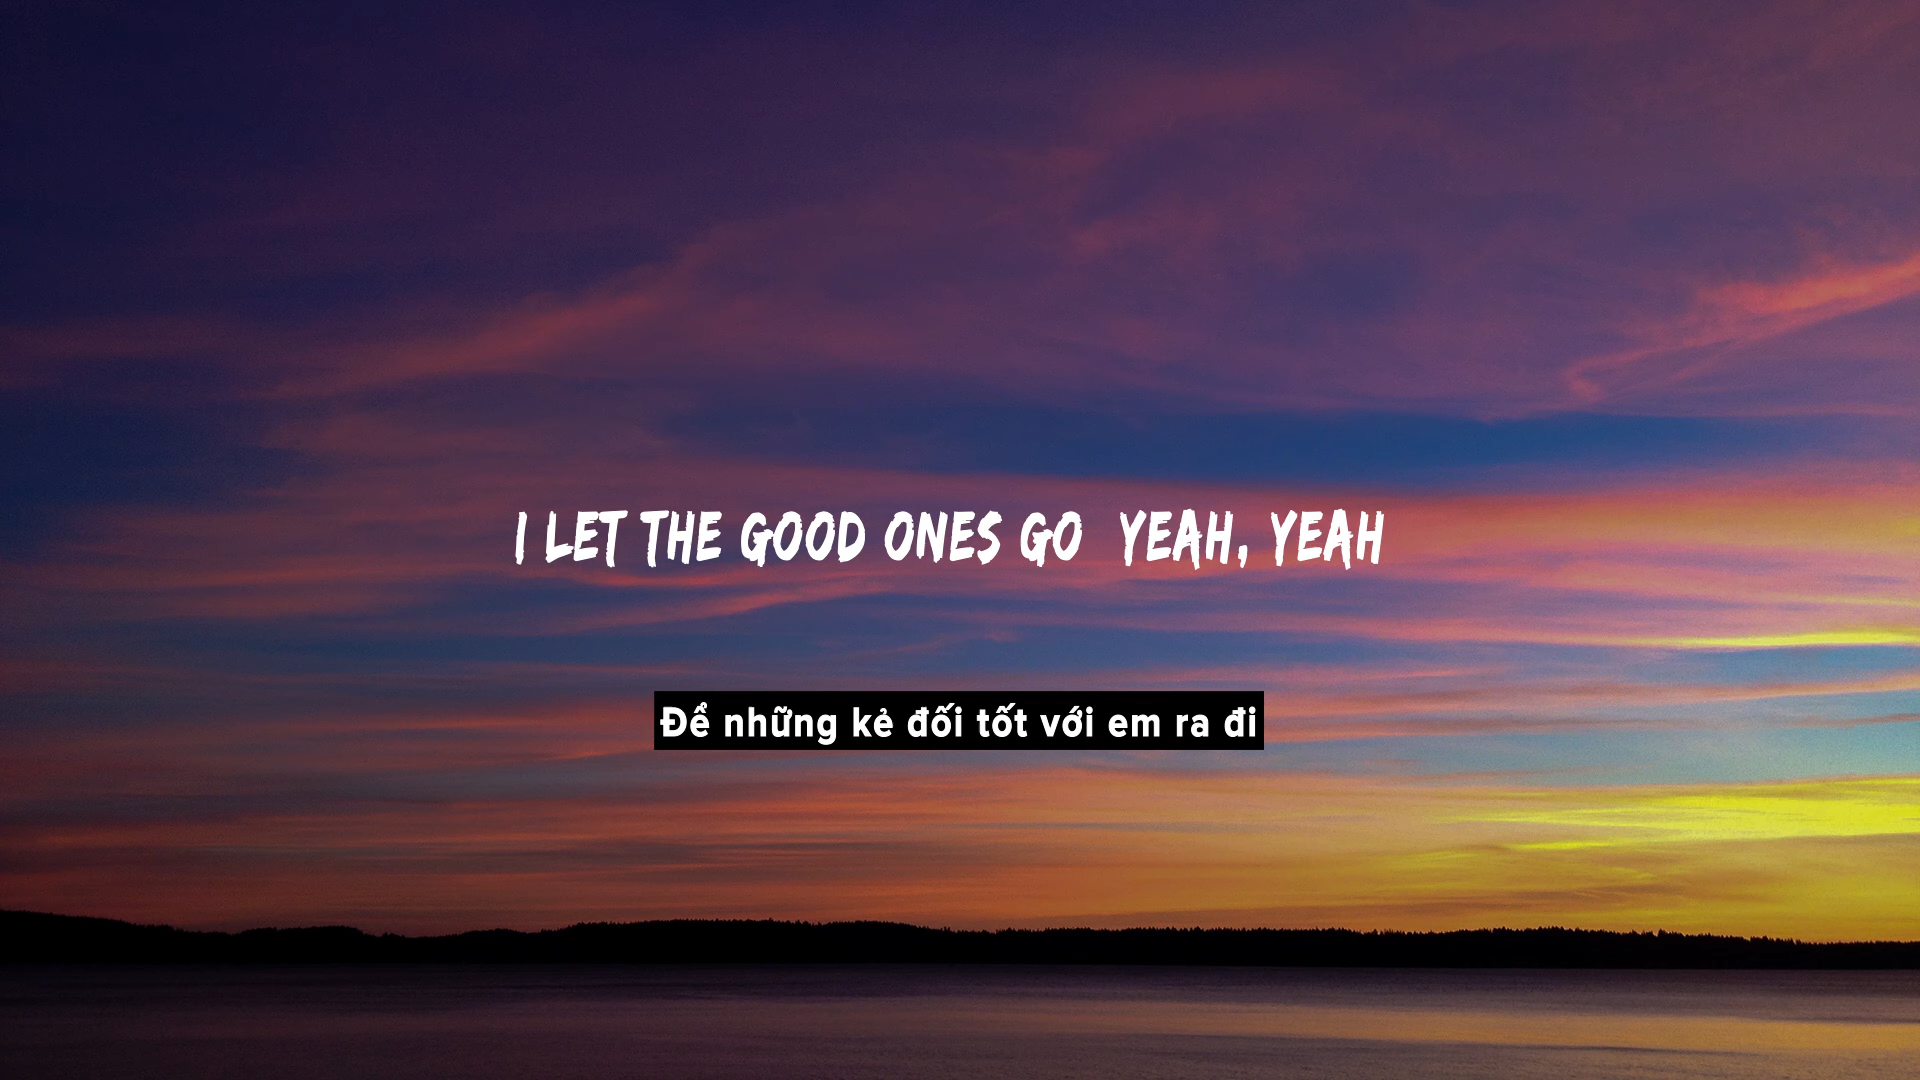 I LET THE GOOD ONES GO YEAH, YEAH
Để những kẻ đối tốt với em ra đi